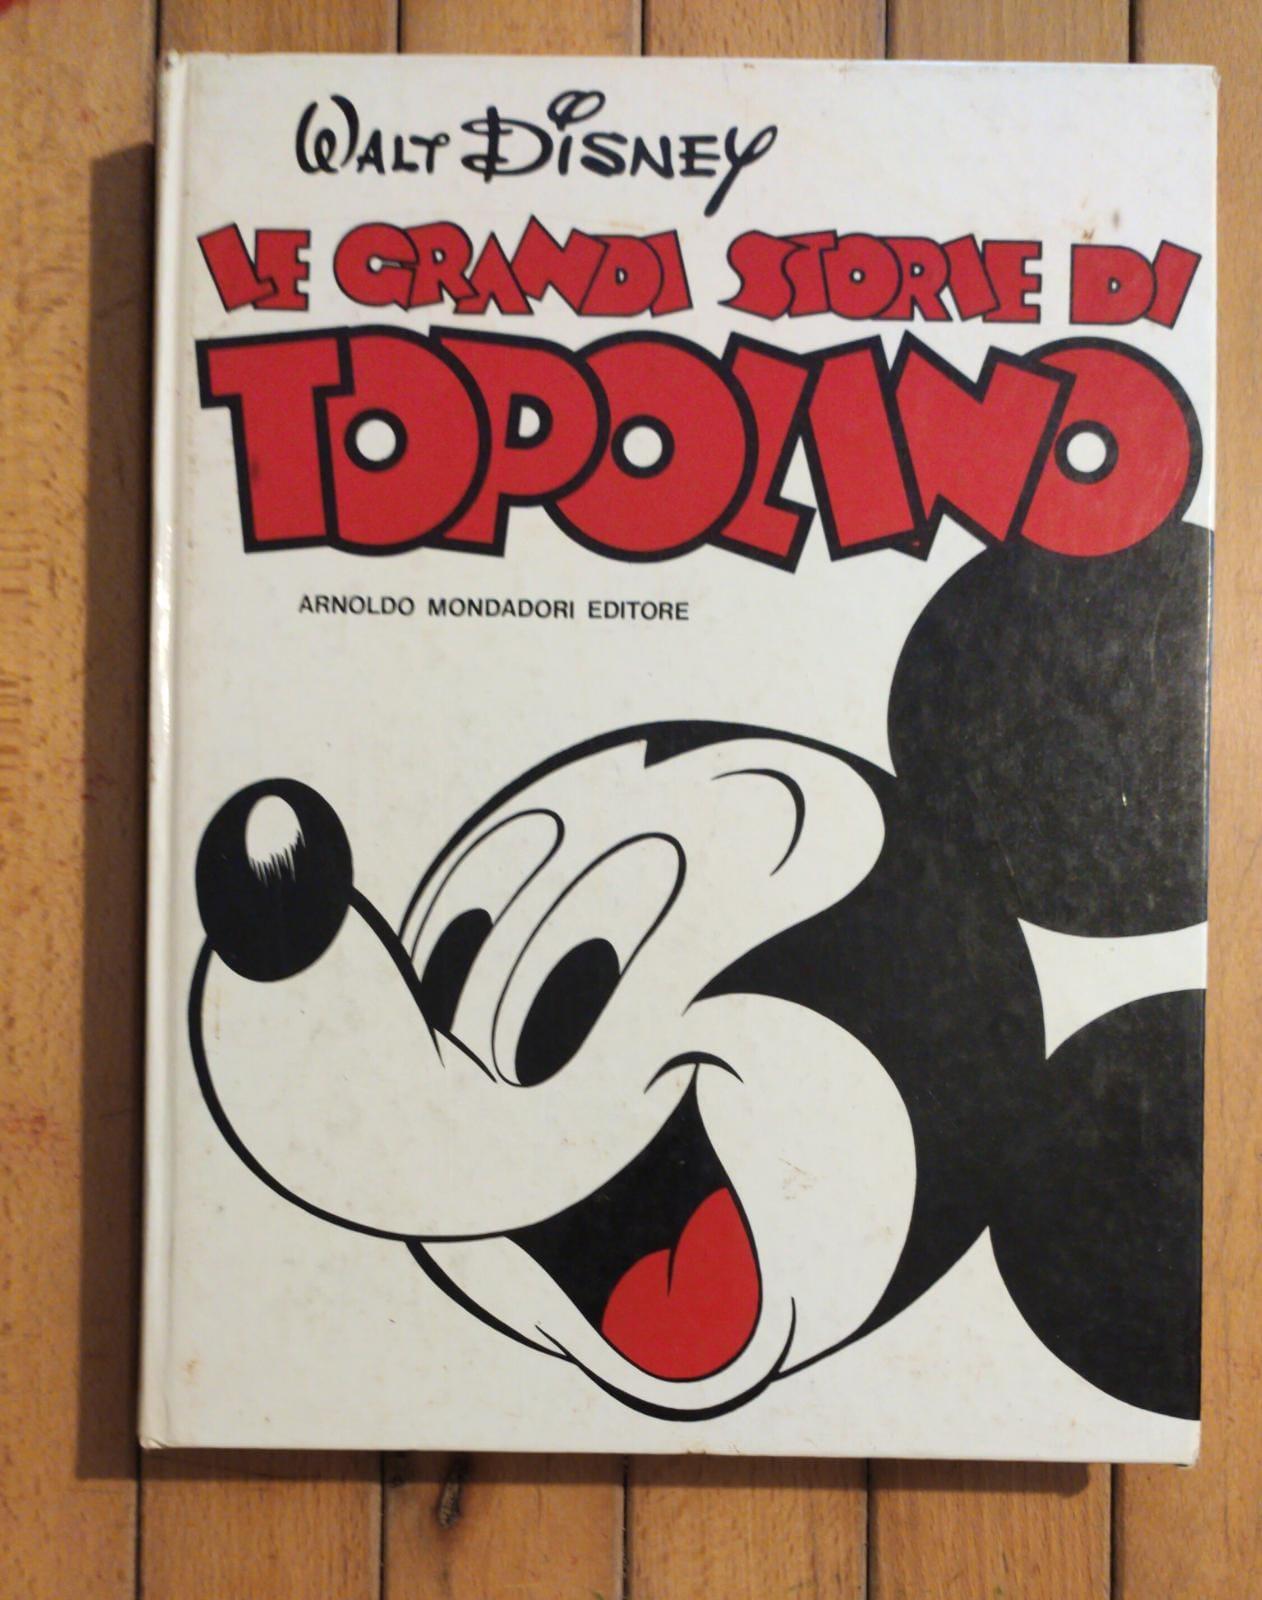 WALT DISNEY
LE GRANDI STORIE DI
TOPOLINO
ARNOLDO MONDADORI EDITORE